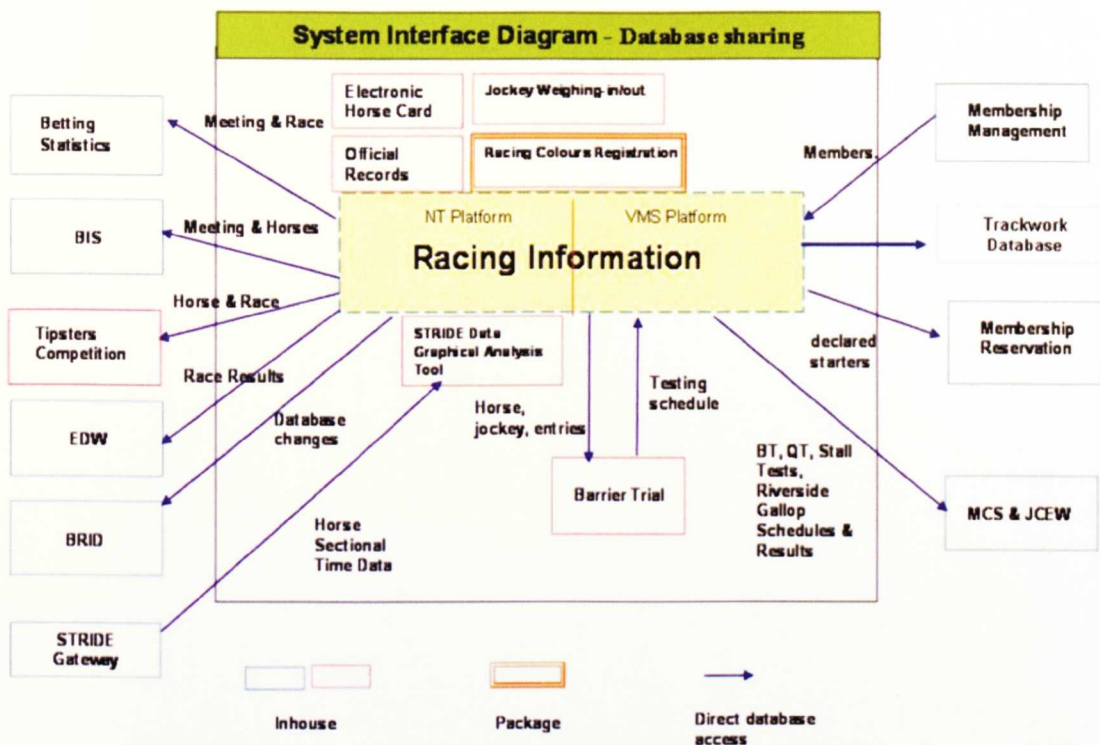 System Interface Diagram - Database sharing
Electronic
Horse Card
Jockey Weighing-in/out
Official
Records
Racing Colours Registration
NT Platform
VMS Platform
Racing Information
Betting
Statistics
Meeting & Race
BIS
Meeting & Horses
Tipsters
Competition
Horse & Race
EDW
Race Results
BRID
Database
changes
STRIDE
Gateway
Horse
Sectional
Time Data
STRIDE Data
Graphical Analysis
Tool
Horse,
jockey, entries
Testing
schedule
Barrier Trial
Members.
Membership
Management
Trackwork
Database
Membership
Reservation
declared
starters
BT, QT, Stall
Tests,
Riverside
Gallop
Schedules &
Results
MCS & JCEW
Inhouse
Package
Direct database
access